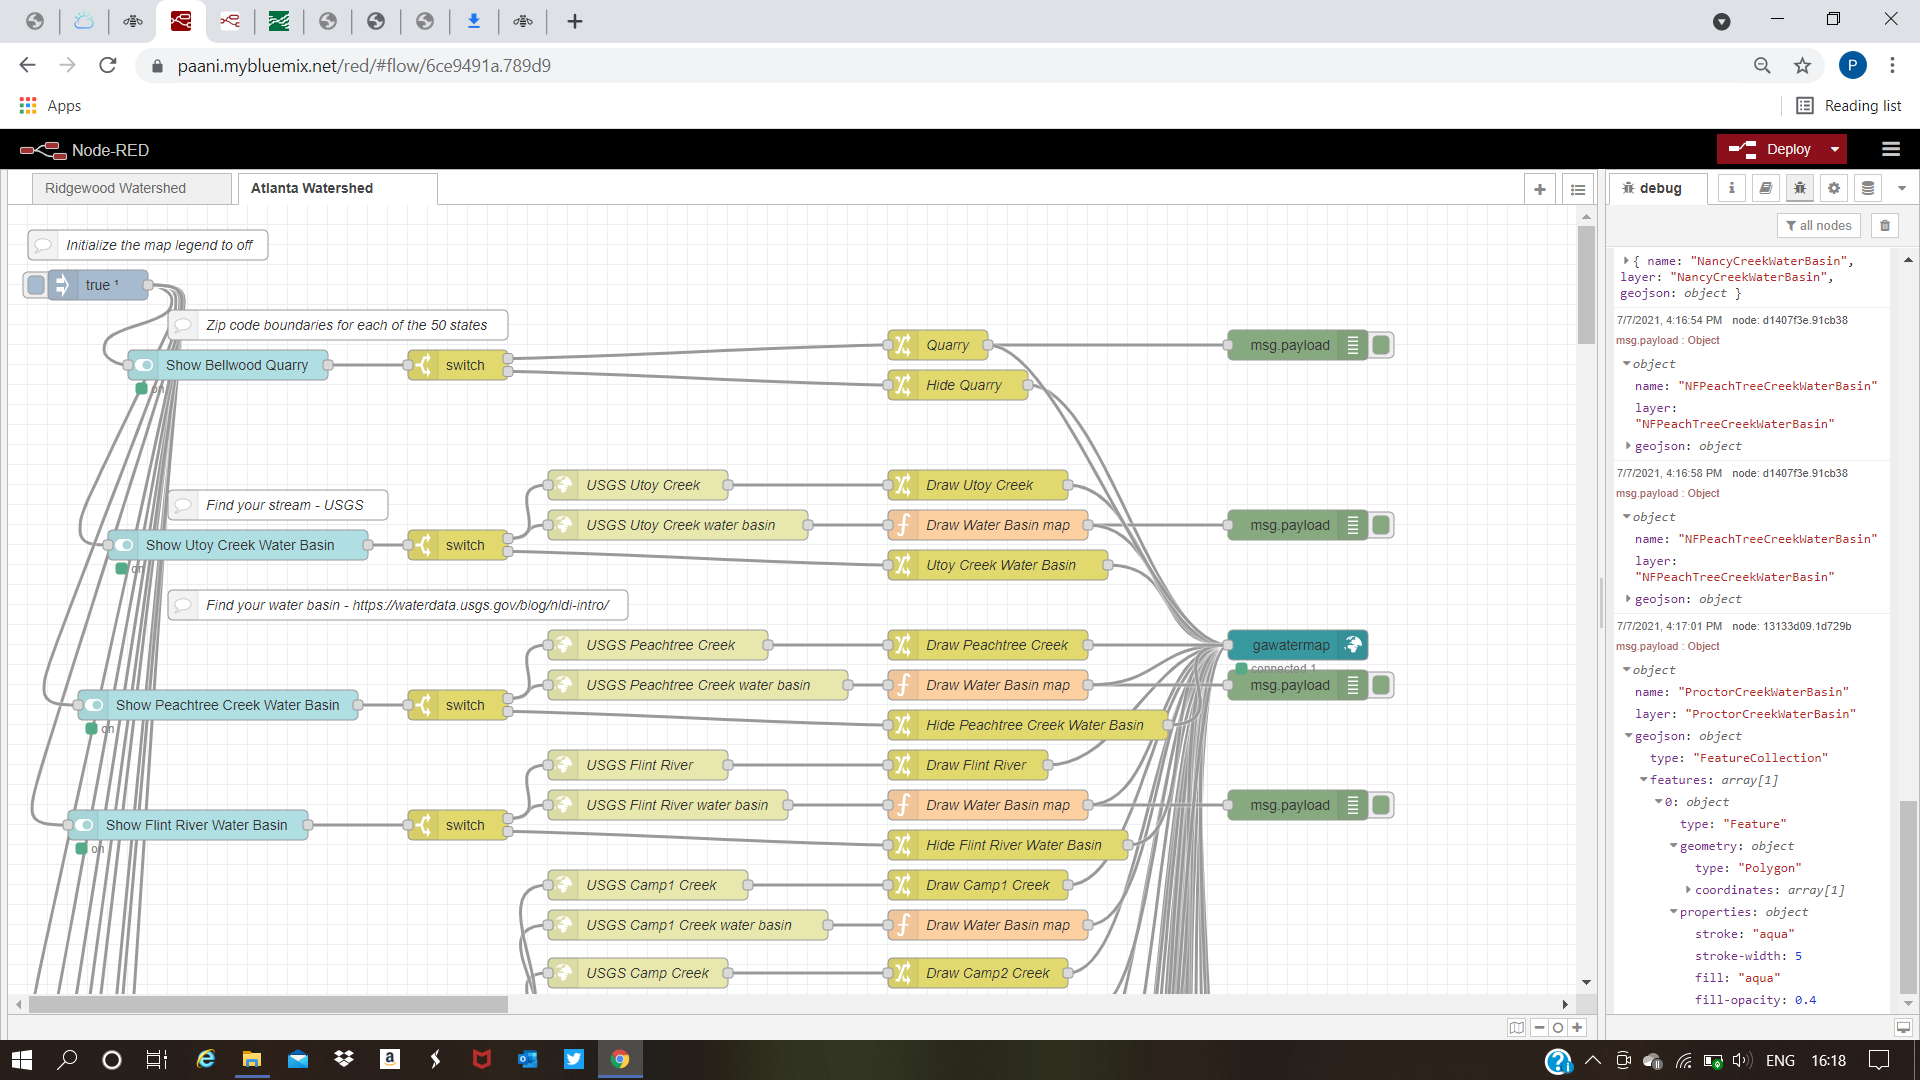 paani.mybluemix.net/red/#flow/6ce9491a.789d9
P
Apps
Reading list
Node-RED
Deploy
Ridgewood Watershed
Atlanta Watershed
debug
all nodes
Initialize the map legend to off
true ¹
Zip code boundaries for each of the 50 states
Show Bellwood Quarry
on
switch
Quarry
Hide Quarry
msg.payload
Find your stream - USGS
Show Utoy Creek Water Basin
on
switch
USGS Utoy Creek
USGS Utoy Creek water basin
Draw Utoy Creek
Draw Water Basin map
Utoy Creek Water Basin
msg.payload
Find your water basin - https://waterdata.usgs.gov/blog/nldi-intro/
Show Peachtree Creek Water Basin
on
switch
USGS Peachtree Creek
USGS Peachtree Creek water basin
Draw Peachtree Creek
Draw Water Basin map
Hide Peachtree Creek Water Basin
gawatermap
connected 1
msg.payload
Show Flint River Water Basin
on
switch
USGS Flint River
USGS Flint River water basin
Draw Flint River
Draw Water Basin map
Hide Flint River Water Basin
msg.payload
USGS Camp1 Creek
USGS Camp1 Creek water basin
USGS Camp Creek
Draw Camp1 Creek
Draw Water Basin map
Draw Camp2 Creek
{ name: "NancyCreekWaterBasin",
layer: "NancyCreekWaterBasin",
geojson: object }
7/7/2021, 4:16:54 PM node: d1407f3e.91cb38
msg.payload : Object
object
name: "NFPeachTreeCreekWaterBasin"
layer:
"NFPeachTreeCreekWaterBasin"
geojson: object
7/7/2021, 4:16:58 PM node: d1407f3e.91cb38
msg.payload : Object
object
name: "NFPeachTreeCreekWaterBasin"
layer:
"NFPeachTreeCreekWaterBasin"
geojson: object
7/7/2021, 4:17:01 PM node: 13133d09.1d729b
msg.payload : Object
object
name: "ProctorCreekWaterBasin"
layer: "ProctorCreekWaterBasin"
geojson: object
type: "FeatureCollection"
features: array[1]
0: object
type: "Feature"
geometry: object
type: "Polygon"
coordinates: array[1]
properties: object
stroke: "aqua"
stroke-width: 5
fill: "aqua"
fill-opacity: 0.4
ENG
16:18